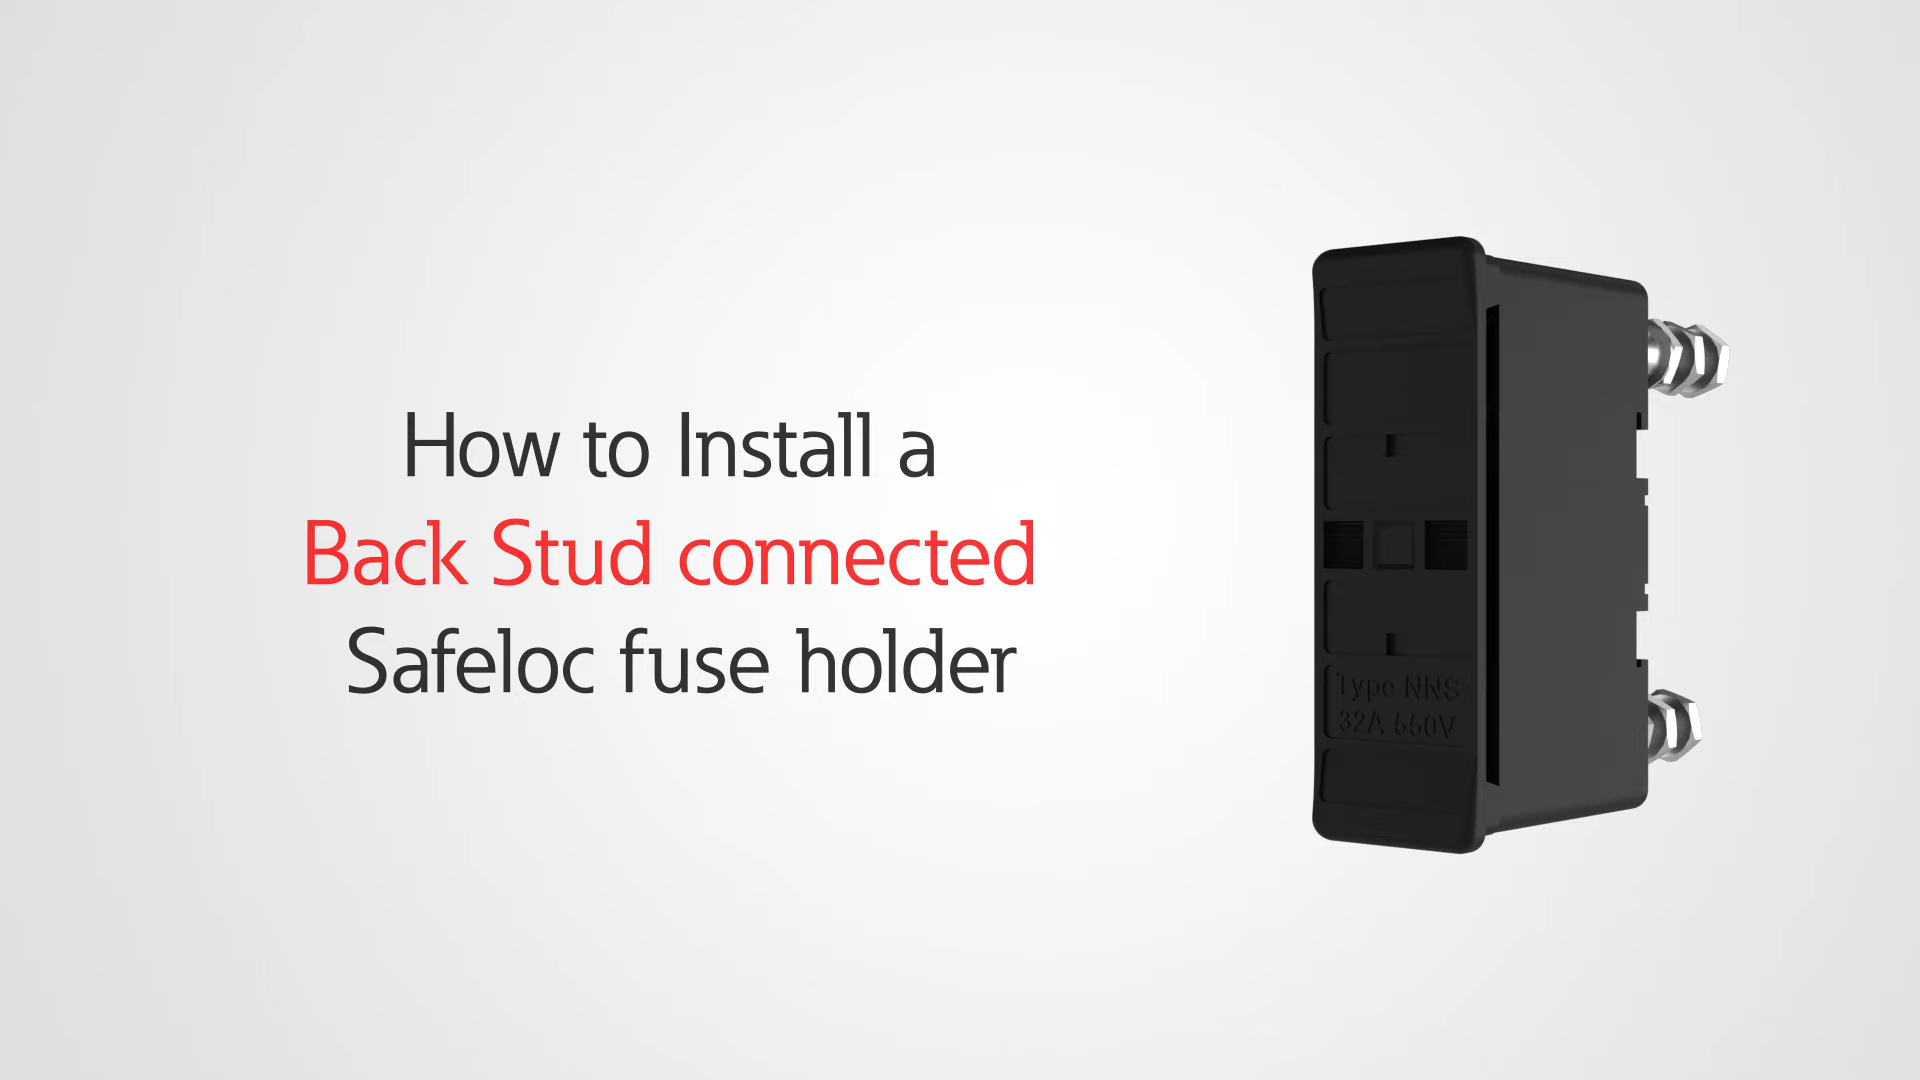 How to Install a
Back Stud connected
Safeloc fuse holder
Type NNS
32A 550V